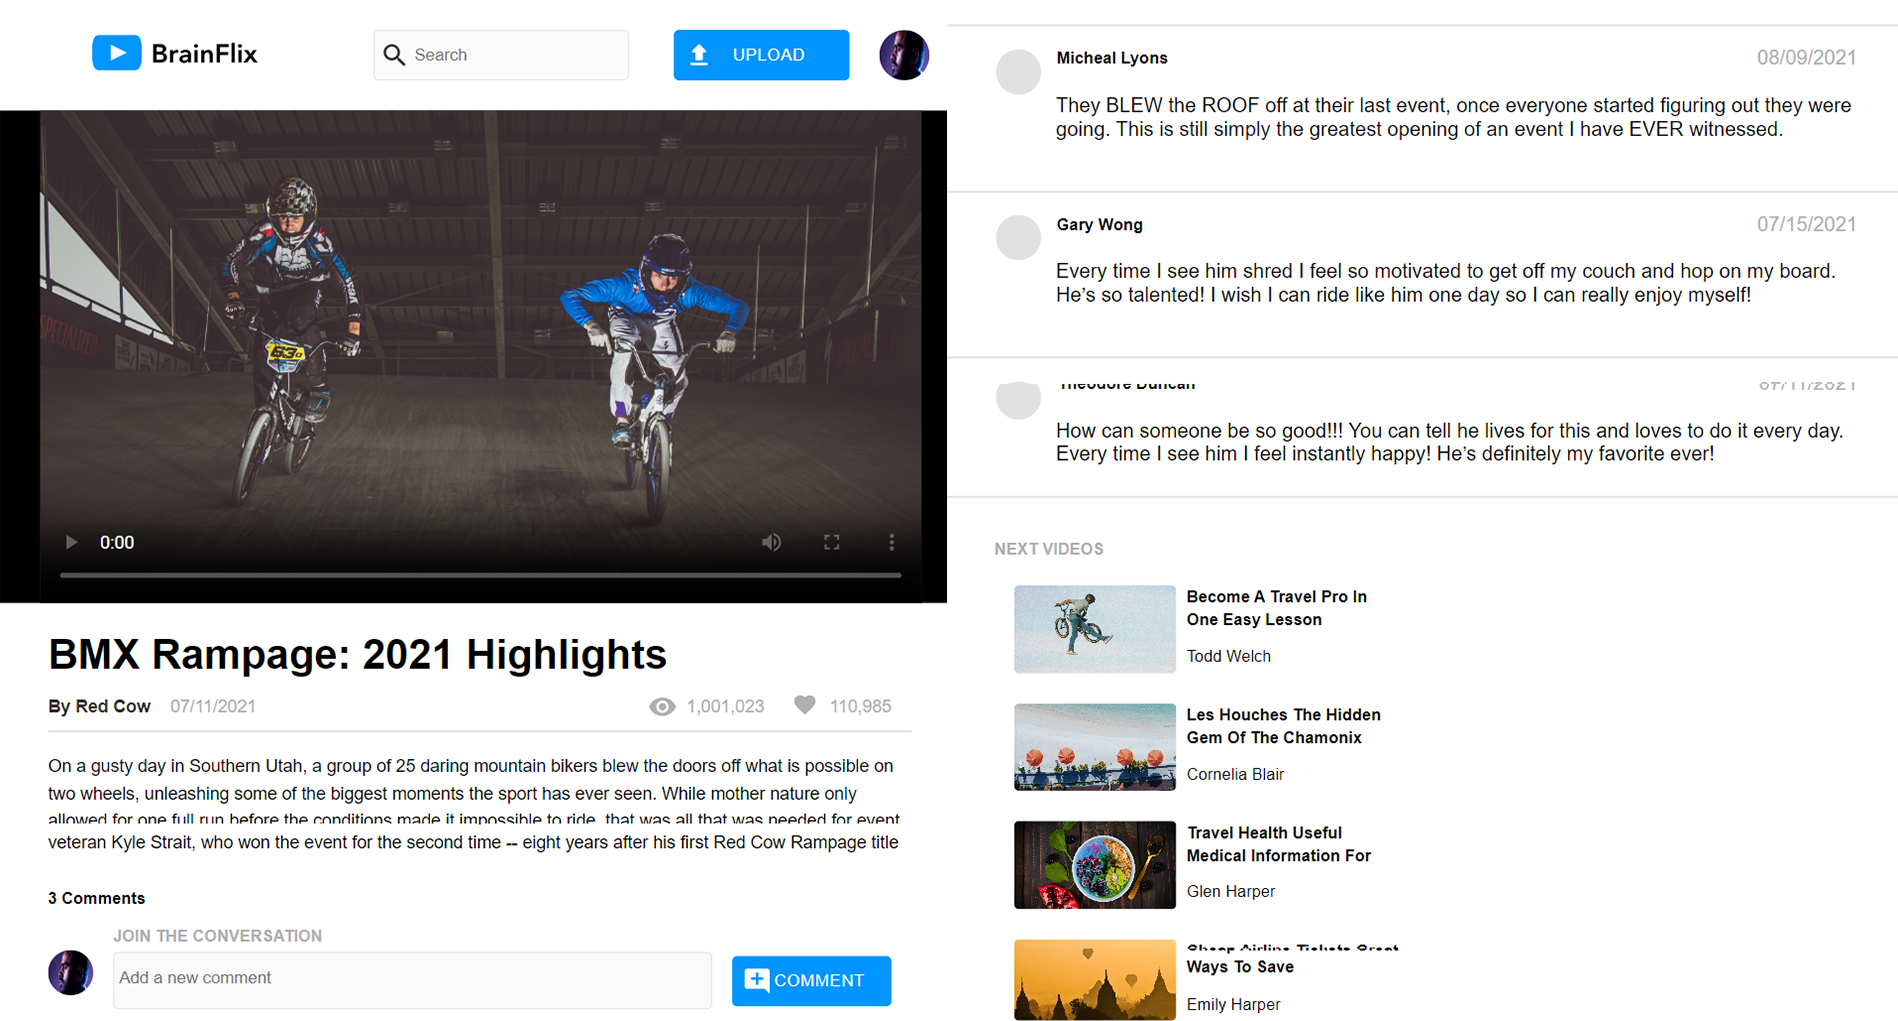 BrainFlix
Search
UPLOAD
SPECIALIZED
0:00
BMX Rampage: 2021 Highlights
By Red Cow 07/11/2021 1,001,023 110,985
On a gusty day in Southern Utah, a group of 25 daring mountain bikers blew the doors off what is possible on
two wheels, unleashing some of the biggest moments the sport has ever seen. While mother nature only
allowed for one full run before the conditions made it impossible to ride, that was all that was needed for event
veteran Kyle Strait, who won the event for the second time -- eight years after his first Red Cow Rampage title
3 Comments
JOIN THE CONVERSATION
Add a new comment
COMMENT
Micheal Lyons 08/09/2021
They BLEW the ROOF off at their last event, once everyone started figuring out they were
going. This is still simply the greatest opening of an event I have EVER witnessed.
Gary Wong 07/15/2021
Every time I see him shred I feel so motivated to get off my couch and hop on my board.
He’s so talented! I wish I can ride like him one day so I can really enjoy myself!
Theodore Duncan 07/11/2021
How can someone be so good!!! You can tell he lives for this and loves to do it every day.
Every time I see him I feel instantly happy! He’s definitely my favorite ever!
NEXT VIDEOS
Become A Travel Pro In
One Easy Lesson
Todd Welch
Les Houches The Hidden
Gem Of The Chamonix
Cornelia Blair
Travel Health Useful
Medical Information For
Glen Harper
Cheap Airline Tickets Great
Ways To Save
Emily Harper